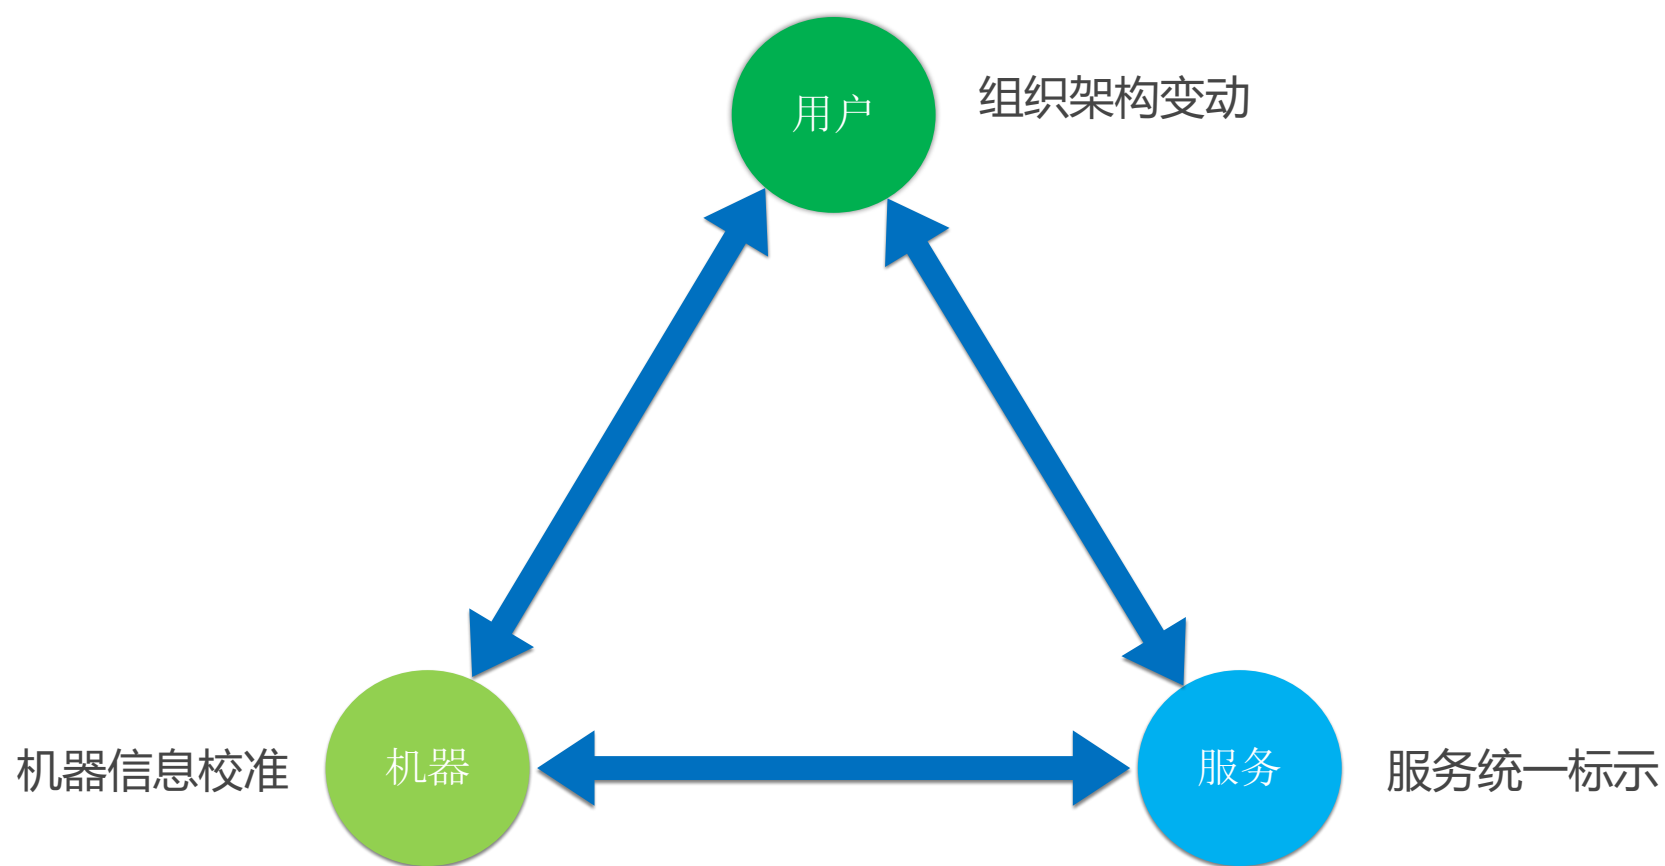 用户
组织架构变动
机器信息校准
机器
服务
服务统一标示